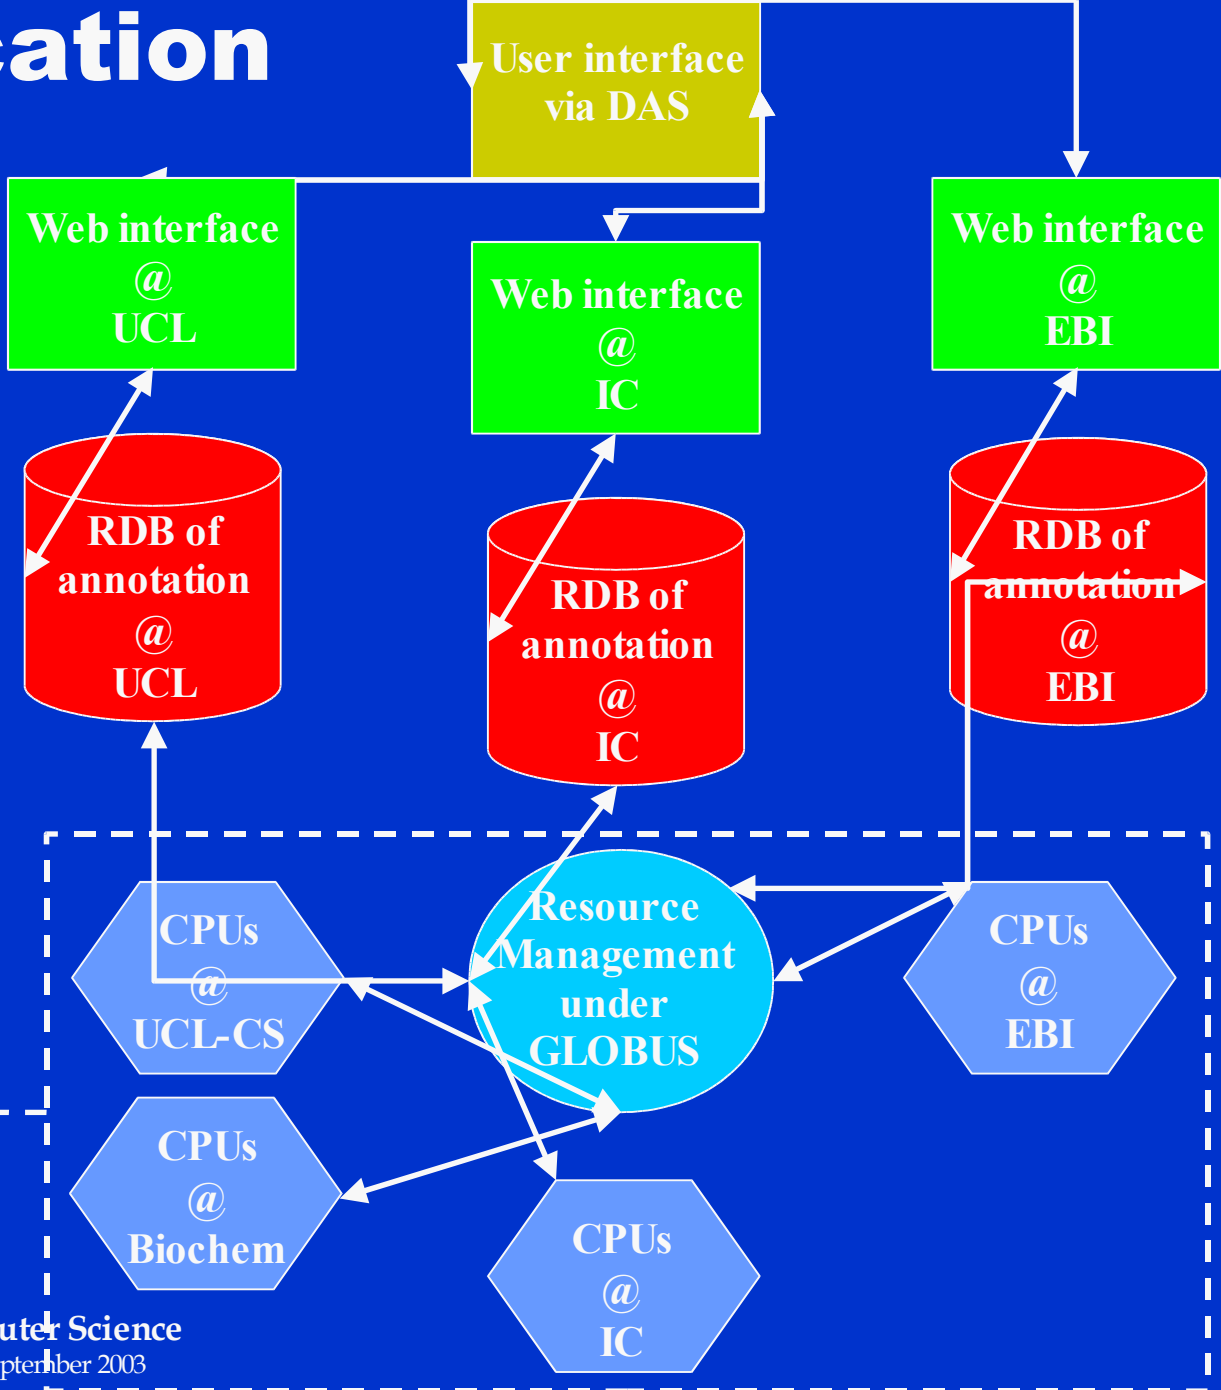 cation
User interface
via DAS
Web interface
@
UCL
Web interface
@
IC
Web interface
@
EBI
RDB of
annotation
@
UCL
RDB of
annotation
@
IC
RDB of
annotation
@
EBI
CPUs
@
UCL-CS
Resource
Management
under
GLOBUS
CPUs
@
EBI
CPUs
@
Biochem
CPUs
@
IC
uter Science
ptember 2003